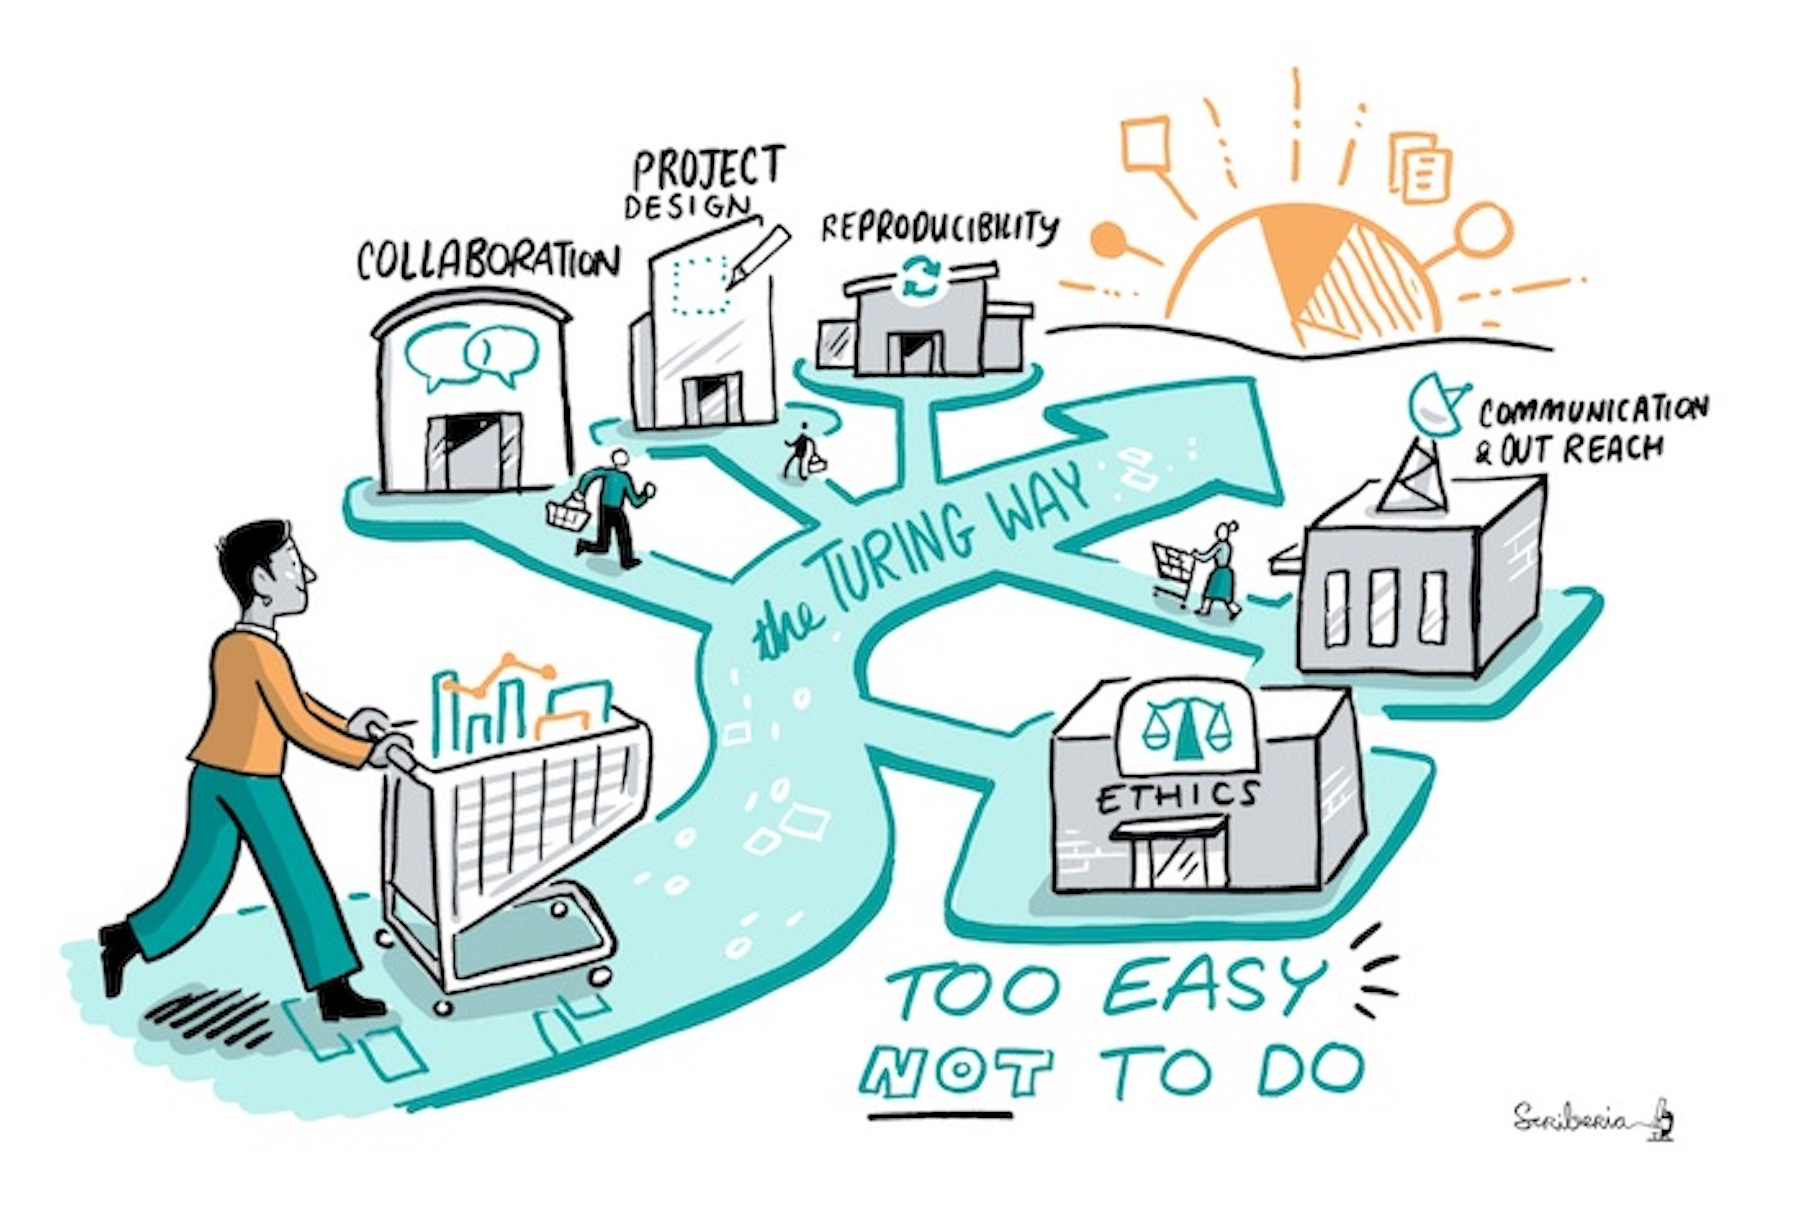 PROJECT
DESIGN
COLLABORATION
REPRODUCIBILITY
COMMUNICATION
& OUT REACH
the TURING WAY
ETHICS
TOO EASY
NOT TO DO
Scriberia